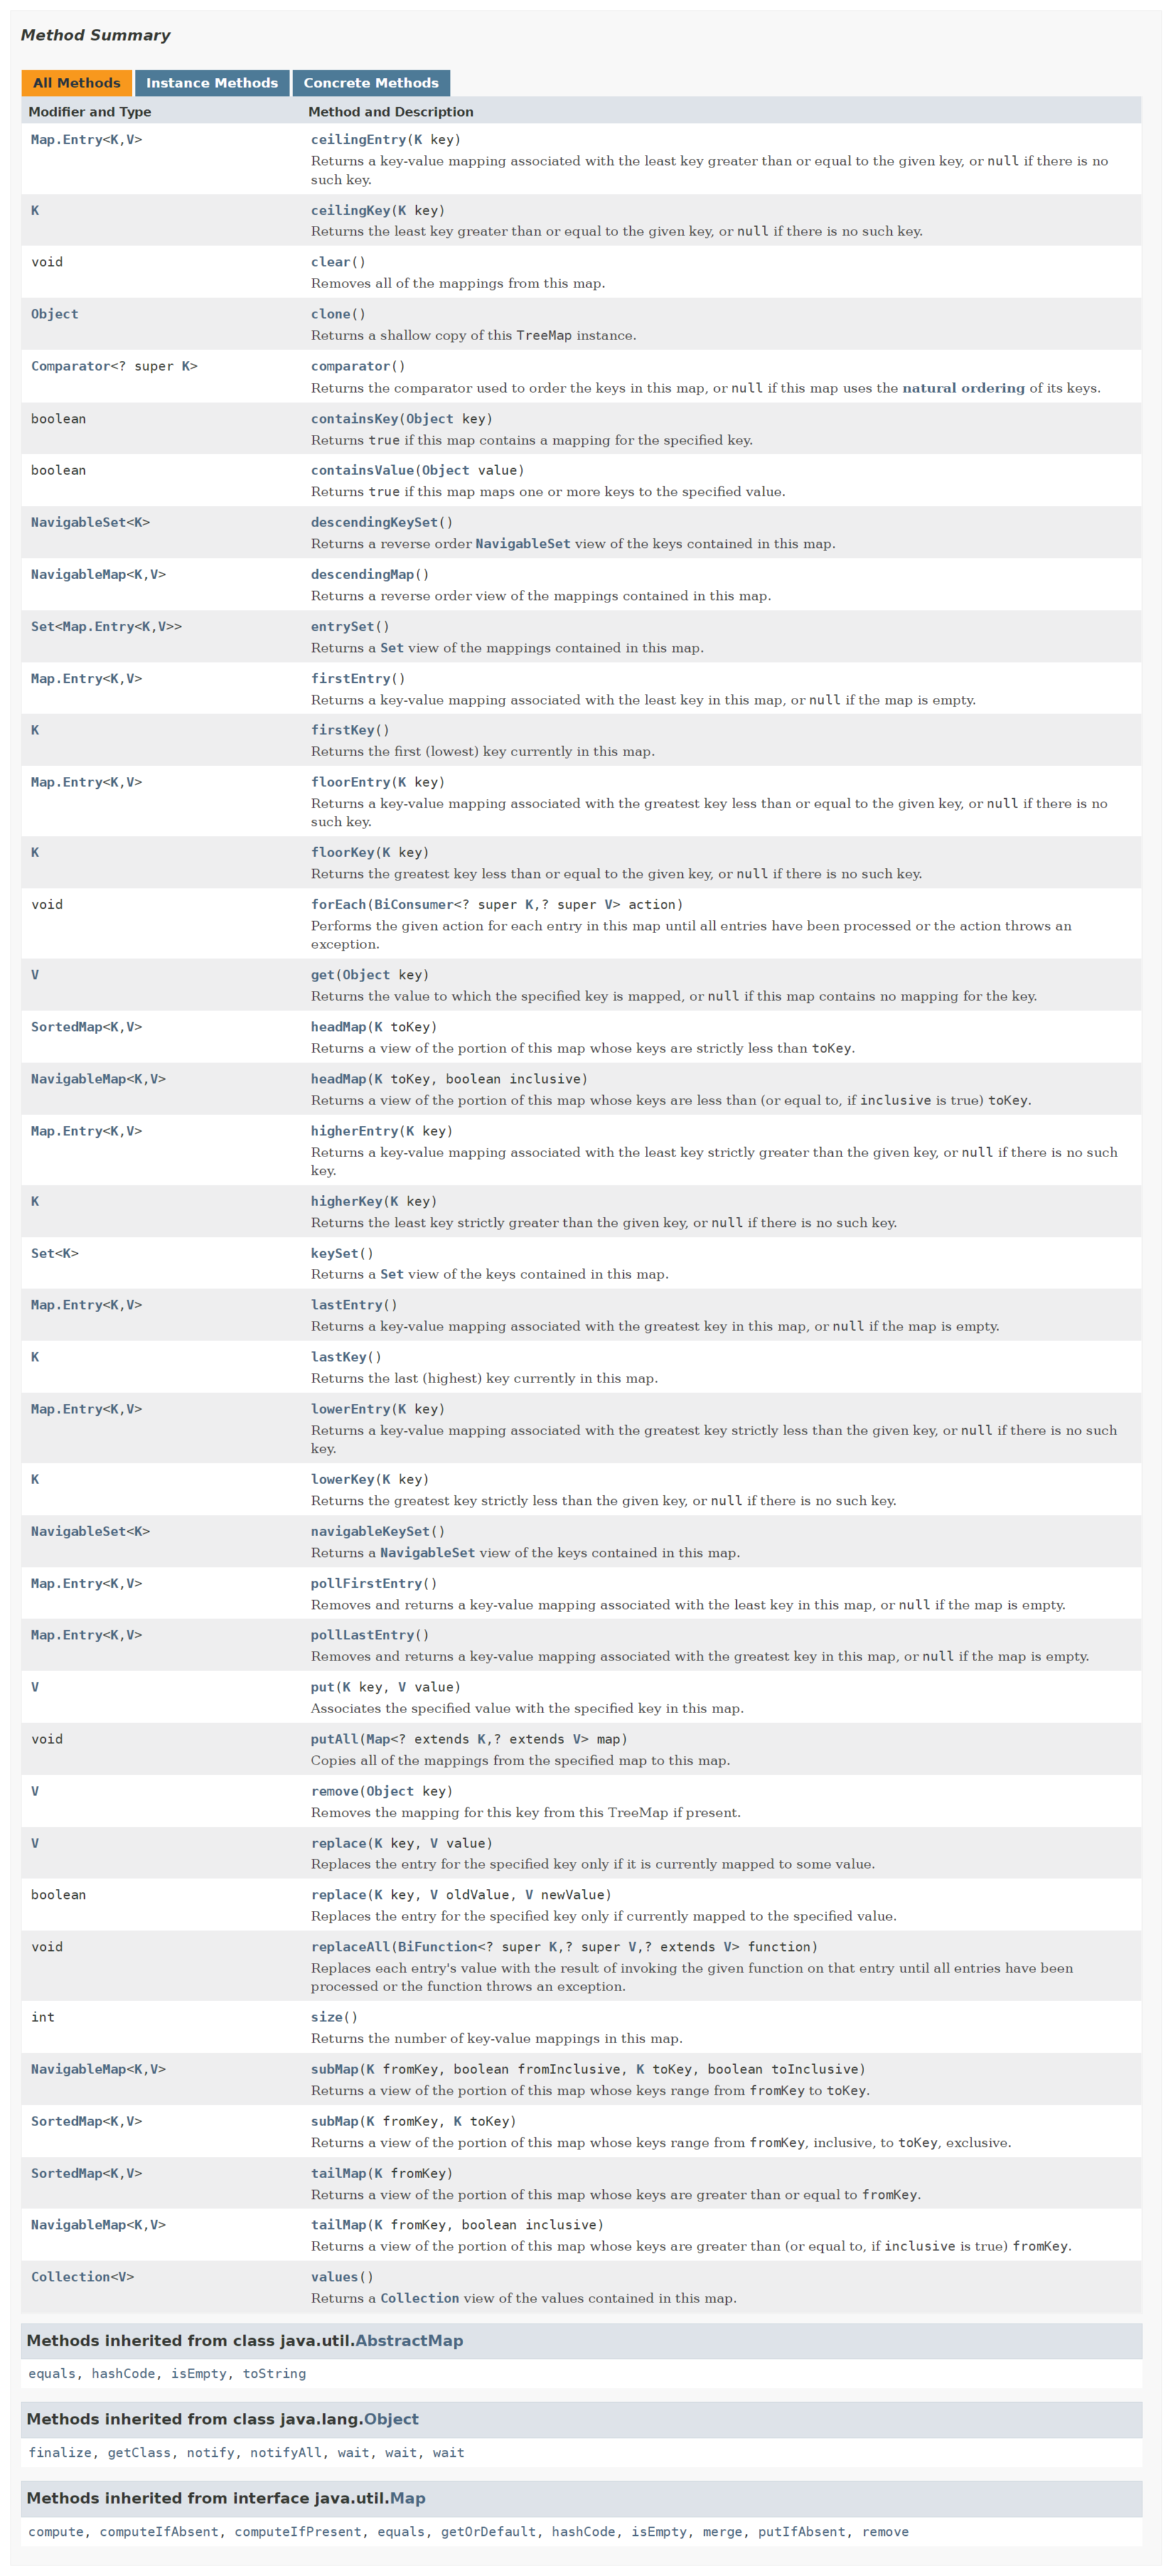 Method Summary
All Methods Instance Methods Concrete Methods
Modifier and Type Method and Description
Map.Entry<K,V> ceilingEntry(K key)
Returns a key-value mapping associated with the least key greater than or equal to the given key, or null if there is no
such key.
K ceilingKey(K key)
Returns the least key greater than or equal to the given key, or null if there is no such key.
void clear()
Removes all of the mappings from this map.
Object clone()
Returns a shallow copy of this TreeMap instance.
Comparator<? super K> comparator()
Returns the comparator used to order the keys in this map, or null if this map uses the natural ordering of its keys.
boolean containsKey(Object key)
Returns true if this map contains a mapping for the specified key.
boolean containsValue(Object value)
Returns true if this map maps one or more keys to the specified value.
NavigableSet<K> descendingKeySet()
Returns a reverse order NavigableSet view of the keys contained in this map.
NavigableMap<K,V> descendingMap()
Returns a reverse order view of the mappings contained in this map.
Set<Map.Entry<K,V>> entrySet()
Returns a Set view of the mappings contained in this map.
Map.Entry<K,V> firstEntry()
Returns a key-value mapping associated with the least key in this map, or null if the map is empty.
K firstKey()
Returns the first (lowest) key currently in this map.
Map.Entry<K,V> floorEntry(K key)
Returns a key-value mapping associated with the greatest key less than or equal to the given key, or null if there is no
such key.
K floorKey(K key)
Returns the greatest key less than or equal to the given key, or null if there is no such key.
void forEach(BiConsumer<? super K,? super V> action)
Performs the given action for each entry in this map until all entries have been processed or the action throws an
exception.
V get(Object key)
Returns the value to which the specified key is mapped, or null if this map contains no mapping for the key.
SortedMap<K,V> headMap(K toKey)
Returns a view of the portion of this map whose keys are strictly less than toKey.
NavigableMap<K,V> headMap(K toKey, boolean inclusive)
Returns a view of the portion of this map whose keys are less than (or equal to, if inclusive is true) toKey.
Map.Entry<K,V> higherEntry(K key)
Returns a key-value mapping associated with the least key strictly greater than the given key, or null if there is no such
key.
K higherKey(K key)
Returns the least key strictly greater than the given key, or null if there is no such key.
Set<K> keySet()
Returns a Set view of the keys contained in this map.
Map.Entry<K,V> lastEntry()
Returns a key-value mapping associated with the greatest key in this map, or null if the map is empty.
K lastKey()
Returns the last (highest) key currently in this map.
Map.Entry<K,V> lowerEntry(K key)
Returns a key-value mapping associated with the greatest key strictly less than the given key, or null if there is no such
key.
K lowerKey(K key)
Returns the greatest key strictly less than the given key, or null if there is no such key.
NavigableSet<K> navigableKeySet()
Returns a NavigableSet view of the keys contained in this map.
Map.Entry<K,V> pollFirstEntry()
Removes and returns a key-value mapping associated with the least key in this map, or null if the map is empty.
Map.Entry<K,V> pollLastEntry()
Removes and returns a key-value mapping associated with the greatest key in this map, or null if the map is empty.
V put(K key, V value)
Associates the specified value with the specified key in this map.
void putAll(Map<? extends K,? extends V> map)
Copies all of the mappings from the specified map to this map.
V remove(Object key)
Removes the mapping for this key from this TreeMap if present.
V replace(K key, V value)
Replaces the entry for the specified key only if it is currently mapped to some value.
boolean replace(K key, V oldValue, V newValue)
Replaces the entry for the specified key only if currently mapped to the specified value.
void replaceAll(BiFunction<? super K,? super V,? extends V> function)
Replaces each entry's value with the result of invoking the given function on that entry until all entries have been
processed or the function throws an exception.
int size()
Returns the number of key-value mappings in this map.
NavigableMap<K,V> subMap(K fromKey, boolean fromInclusive, K toKey, boolean toInclusive)
Returns a view of the portion of this map whose keys range from fromKey to toKey.
SortedMap<K,V> subMap(K fromKey, K toKey)
Returns a view of the portion of this map whose keys range from fromKey, inclusive, to toKey, exclusive.
SortedMap<K,V> tailMap(K fromKey)
Returns a view of the portion of this map whose keys are greater than or equal to fromKey.
NavigableMap<K,V> tailMap(K fromKey, boolean inclusive)
Returns a view of the portion of this map whose keys are greater than (or equal to, if inclusive is true) fromKey.
Collection<V> values()
Returns a Collection view of the values contained in this map.
Methods inherited from class java.util.AbstractMap
equals, hashCode, isEmpty, toString
Methods inherited from class java.lang.Object
finalize, getClass, notify, notifyAll, wait, wait, wait
Methods inherited from interface java.util.Map
compute, computeIfAbsent, computeIfPresent, equals, getOrDefault, hashCode, isEmpty, merge, putIfAbsent, remove